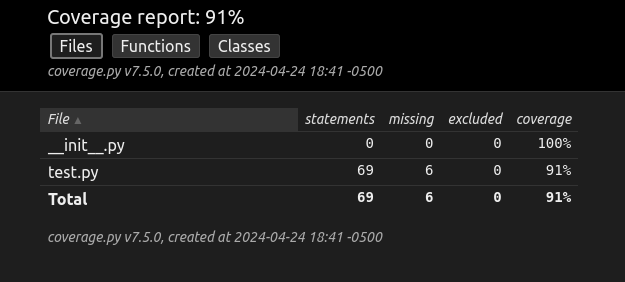 Coverage report: 91%
Files Functions Classes
coverage.py v7.5.0, created at 2024-04-24 18:41 -0500
File ▲ statements missing excluded coverage
__init__.py 0 0 0 100%
test.py 69 6 0 91%
Total 69 6 0 91%
coverage.py v7.5.0, created at 2024-04-24 18:41 -0500